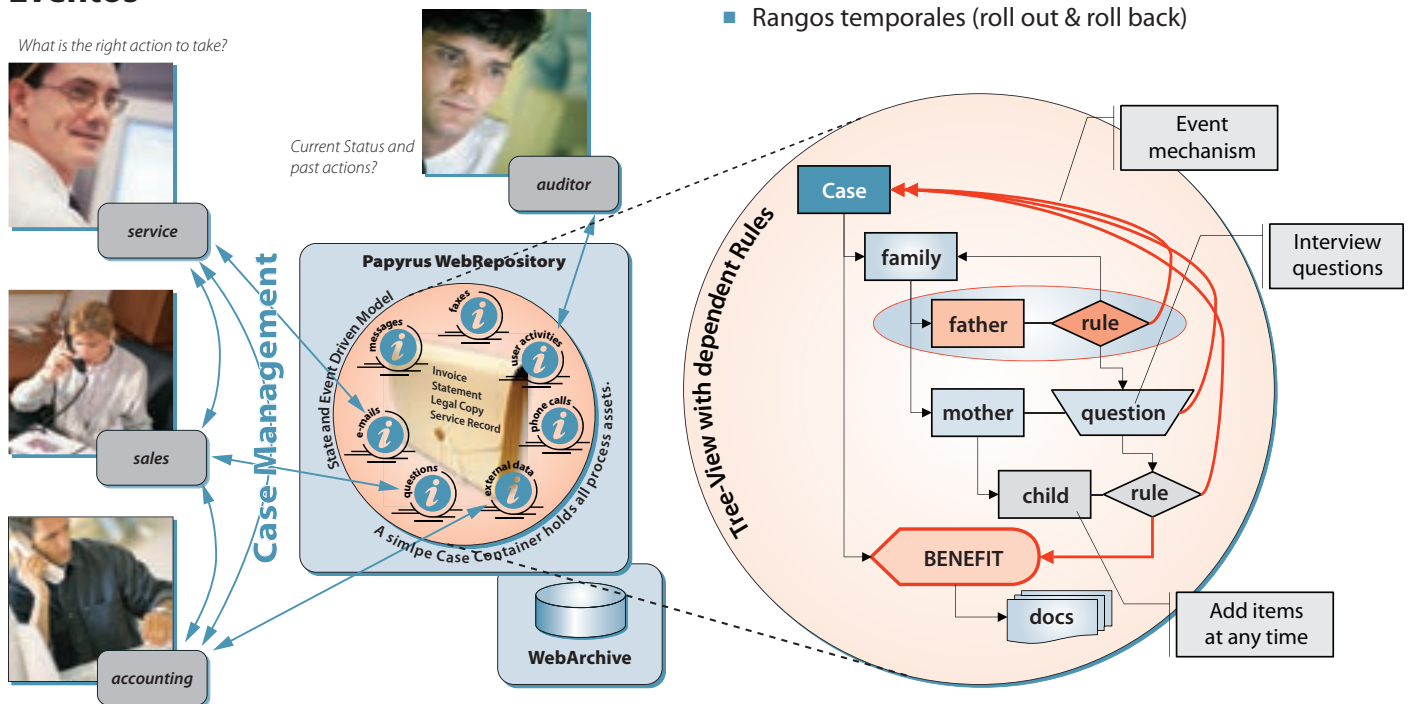 Eventos
Rangos temporales (roll out & roll back)
What is the right action to take?
Current Status and
past actions?
auditor
service
sales
accounting
Case Management
Papyrus WebRepository
State and Event Driven Model
A simlpe Case Container holds all process assets.
faxes
messages
user activities
e-mails
phone calls
questions
external data
Invoice
Statement
Legal Copy
Service Record
WebArchive
Tree-View with dependent Rules
Case
family
father
rule
mother
question
child
rule
BENEFIT
docs
Event
mechanism
Interview
questions
Add items
at any time